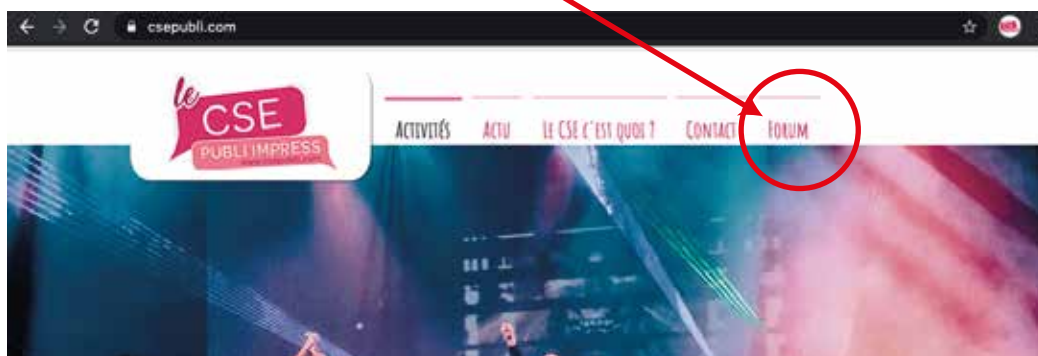 csepubli.com
le
CSE
PUBLI IMPRESS
Activités Actu Le CSE c'est quoi ? Contact Forum